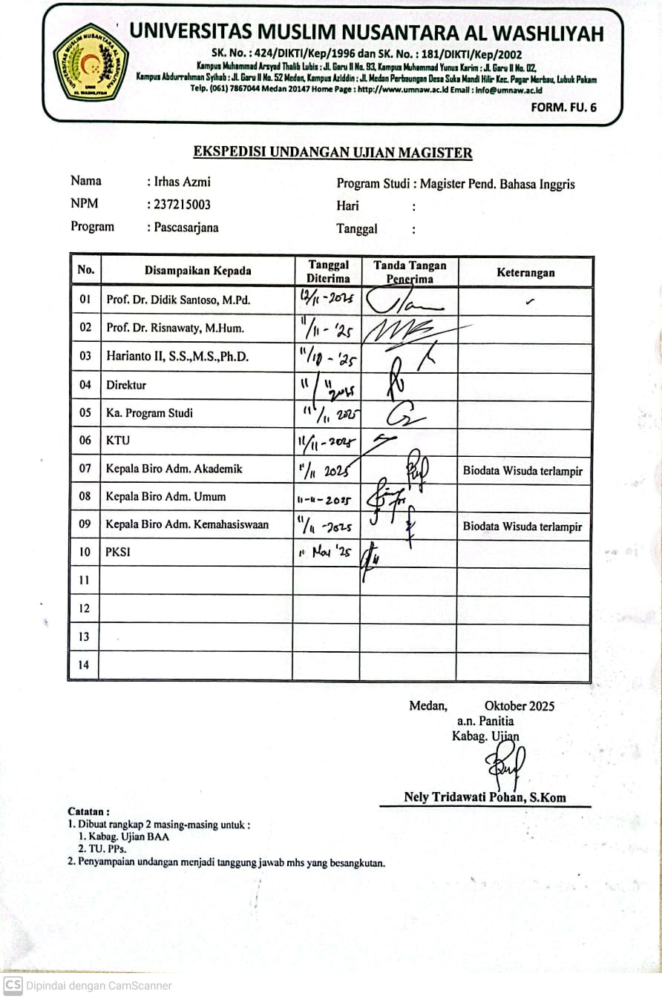 UNIVERSITAS MUSLIM NUSANTARA AL WASHLIYAH
SK. No. : 424/DIKTI/Kep/1996 dan SK. No. : 181/DIKTI/Kep/2002
Kampus Muhammad Arsyad Thalib Lubis : JL. Garu II No. 93, Kampus Muhammad Yunus Karim : JL. Garu II No. 02,
Kampus Abdurrahman Syihab : JL. Garu II No. 52 Medan, Kampus Aziddin : JL. Medan Perbaungan Desa Suka Mandi Hilir Kec. Pagar Merbau, Lubuk Pakam
Telp. (061) 7867044 Medan 20147 Home Page : http://www.umnaw.ac.id Email : info@umnaw.ac.id
FORM. FU. 6
UNIVERSITAS MUSLIM NUSANTARA AL WASHLIYAH
UMN
AL WASHLIYAH
EKSPEDISI UNDANGAN UJIAN MAGISTER
Nama : Irhas Azmi Program Studi : Magister Pend. Bahasa Inggris
NPM : 237215003 Hari :
Program : Pascasarjana Tanggal :
No. Disampaikan Kepada Tanggal Diterima Tanda Tangan Penerima Keterangan
01 Prof. Dr. Didik Santoso, M.Pd. 12/11-2025 ✓
02 Prof. Dr. Risnawaty, M.Hum. 11/11-'25
03 Harianto II, S.S.,M.S.,Ph.D. 11/10-'25
04 Direktur 11/11 2025
05 Ka. Program Studi 11/11 2025
06 KTU 11/11-2025
07 Kepala Biro Adm. Akademik 11/11 2025 Biodata Wisuda terlampir
08 Kepala Biro Adm. Umum 11-11-2025
09 Kepala Biro Adm. Kemahasiswaan 11/11-2025 Biodata Wisuda terlampir
10 PKSI 11 Nov '25
11
12
13
14
Medan, Oktober 2025
a.n. Panitia
Kabag. Ujian
Nely Tridawati Pohan, S.Kom
Catatan :
1. Dibuat rangkap 2 masing-masing untuk :
1. Kabag. Ujian BAA
2. TU. PPs.
2. Penyampaian undangan menjadi tanggung jawab mhs yang besangkutan.
CS Dipindai dengan CamScanner